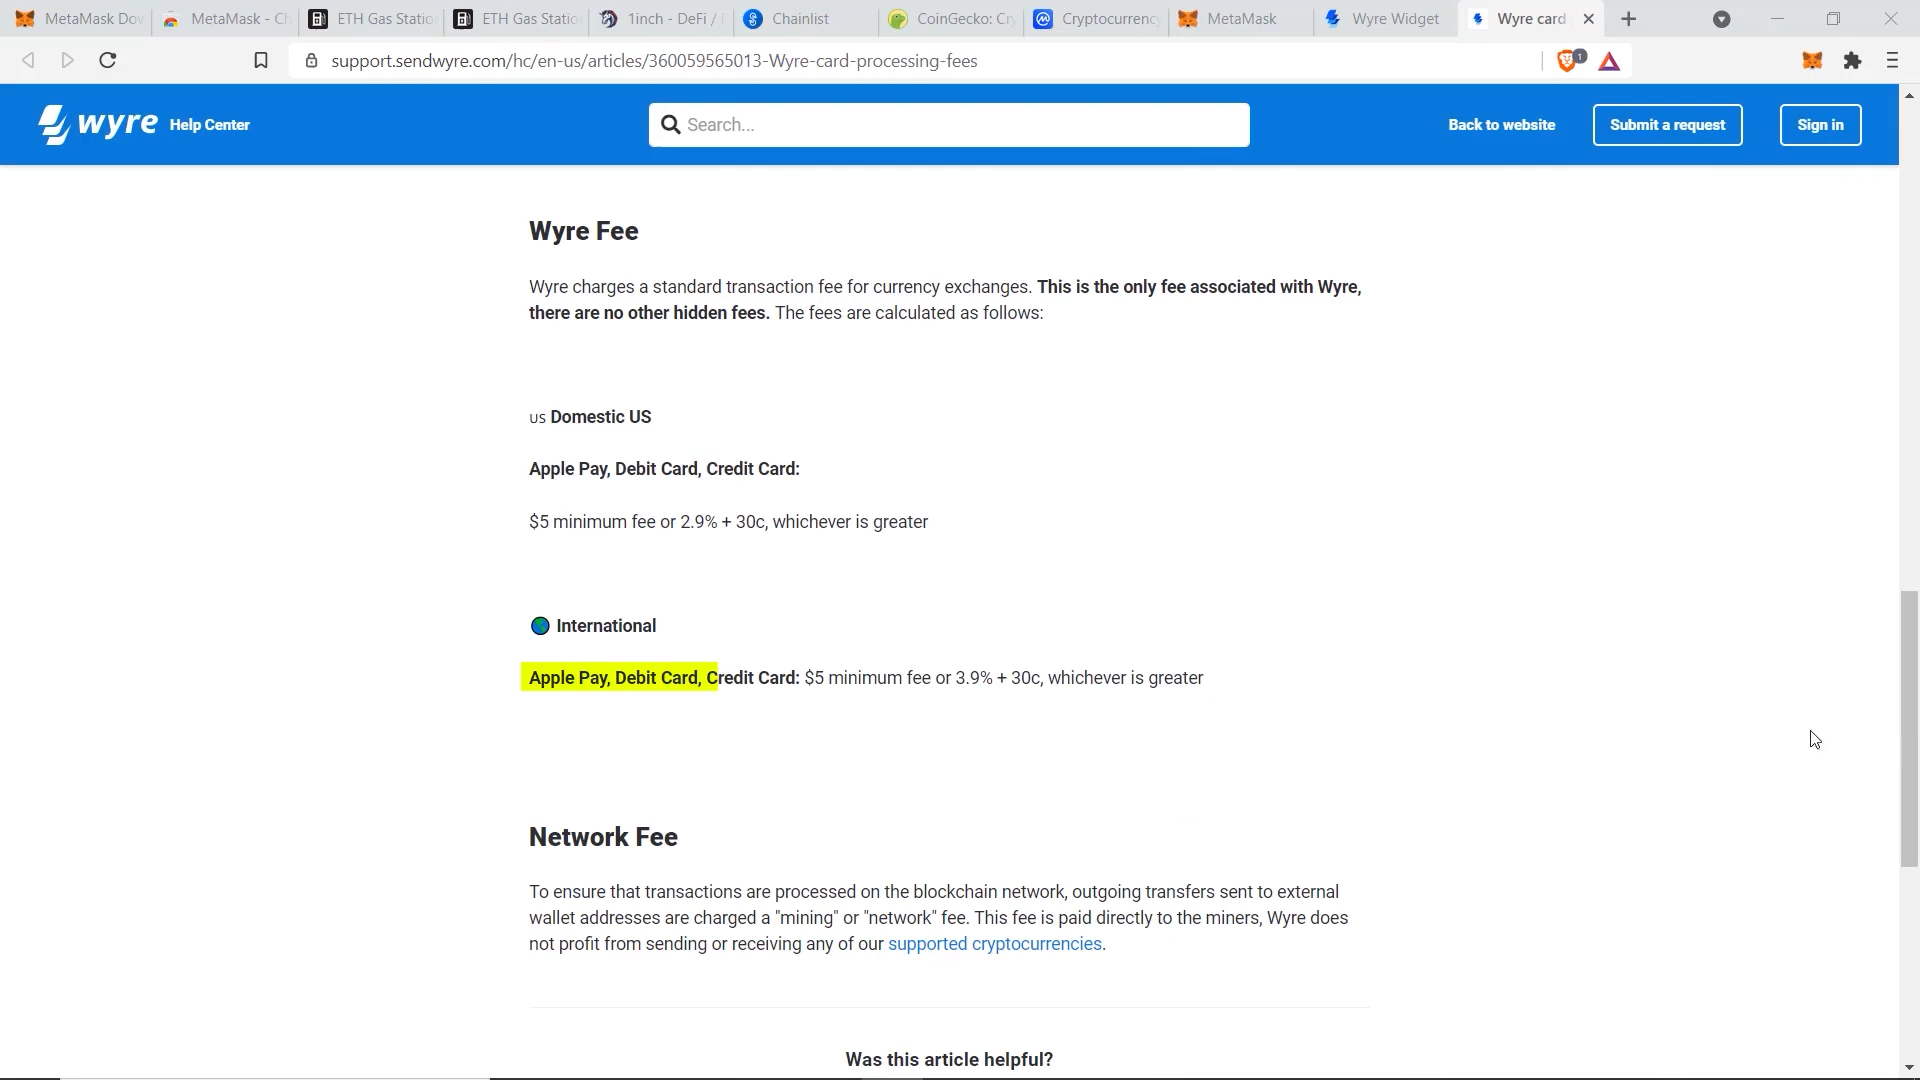 MetaMask Dow
MetaMask - Ch
ETH Gas Statio
ETH Gas Statio
1inch - DeFi /
Chainlist
CoinGecko: Cry
Cryptocurrency
MetaMask
Wyre Widget
Wyre card
support.sendwyre.com/hc/en-us/articles/360059565013-Wyre-card-processing-fees
1
wyre Help Center
Search...
Back to website
Submit a request
Sign in
Wyre Fee
Wyre charges a standard transaction fee for currency exchanges. This is the only fee associated with Wyre,
there are no other hidden fees. The fees are calculated as follows:
US Domestic US
Apple Pay, Debit Card, Credit Card:
$5 minimum fee or 2.9% + 30c, whichever is greater
International
Apple Pay, Debit Card, Credit Card: $5 minimum fee or 3.9% + 30c, whichever is greater
Network Fee
To ensure that transactions are processed on the blockchain network, outgoing transfers sent to external
wallet addresses are charged a "mining" or "network" fee. This fee is paid directly to the miners, Wyre does
not profit from sending or receiving any of our supported cryptocurrencies.
Was this article helpful?